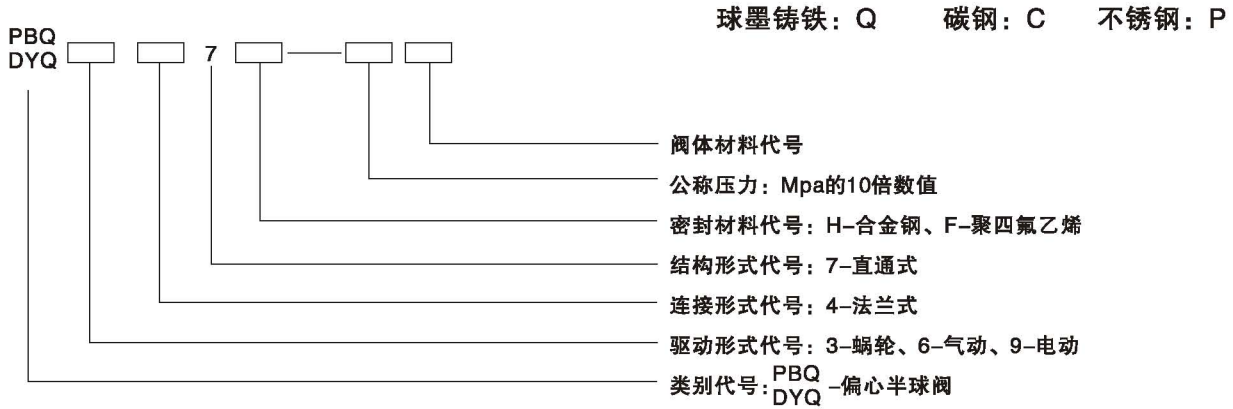 球墨铸铁：Q 碳钢：C 不锈钢：P
PBQ
DYQ 7
阀体材料代号
公称压力：Mpa的10倍数值
密封材料代号：H–合金钢、F–聚四氟乙烯
结构形式代号：7–直通式
连接形式代号：4–法兰式
驱动形式代号：3–蜗轮、6–气动、9–电动
类别代号：PBQ
DYQ –偏心半球阀